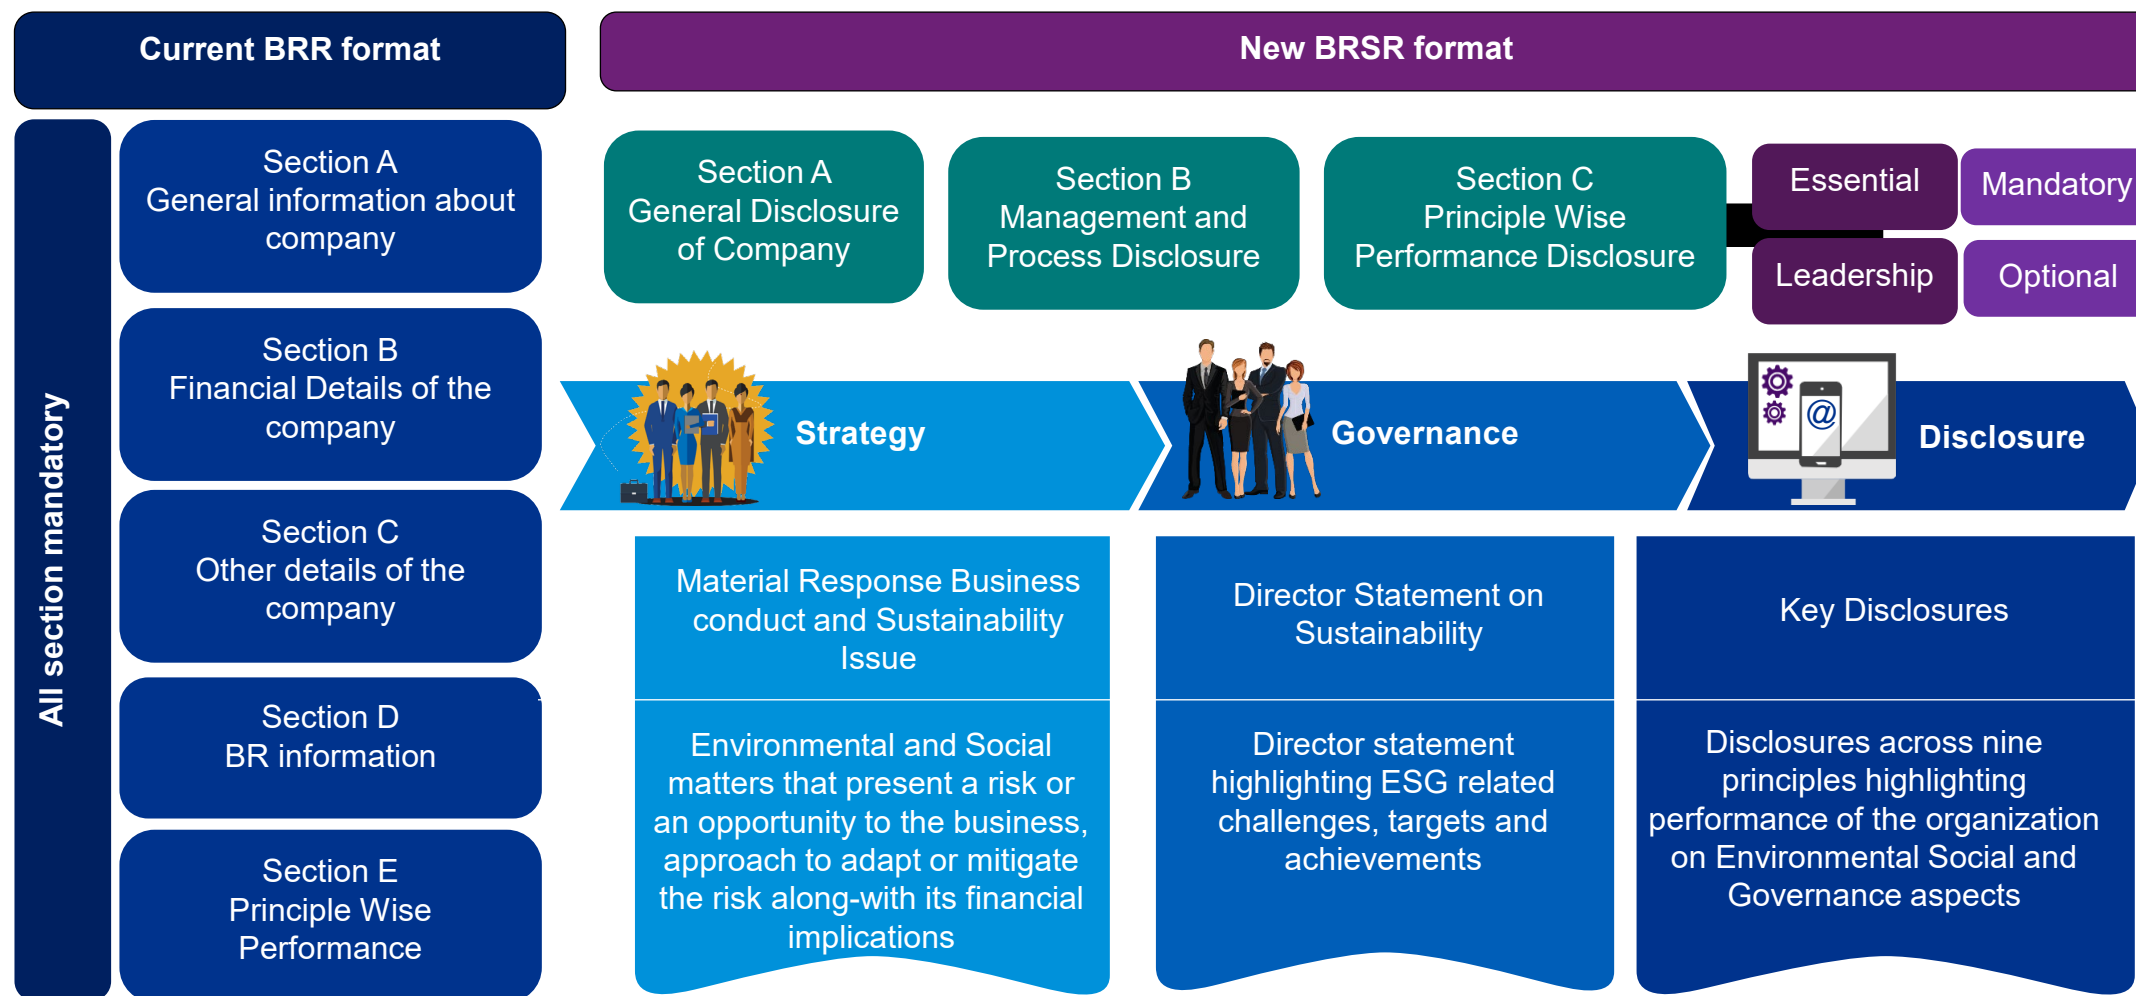 Current BRR format
New BRSR format
All section mandatory
Section A
General information about
company
Section B
Financial Details of the
company
Section C
Other details of the
company
Section D
BR information
Section E
Principle Wise
Performance
Section A
General Disclosure
of Company
Section B
Management and
Process Disclosure
Section C
Principle Wise
Performance Disclosure
Essential
Mandatory
Leadership
Optional
Strategy
Governance
@
Disclosure
Material Response Business
conduct and Sustainability
Issue
Environmental and Social
matters that present a risk or
an opportunity to the business,
approach to adapt or mitigate
the risk along-with its financial
implications
Director Statement on
Sustainability
Director statement
highlighting ESG related
challenges, targets and
achievements
Key Disclosures
Disclosures across nine
principles highlighting
performance of the organization
on Environmental Social and
Governance aspects